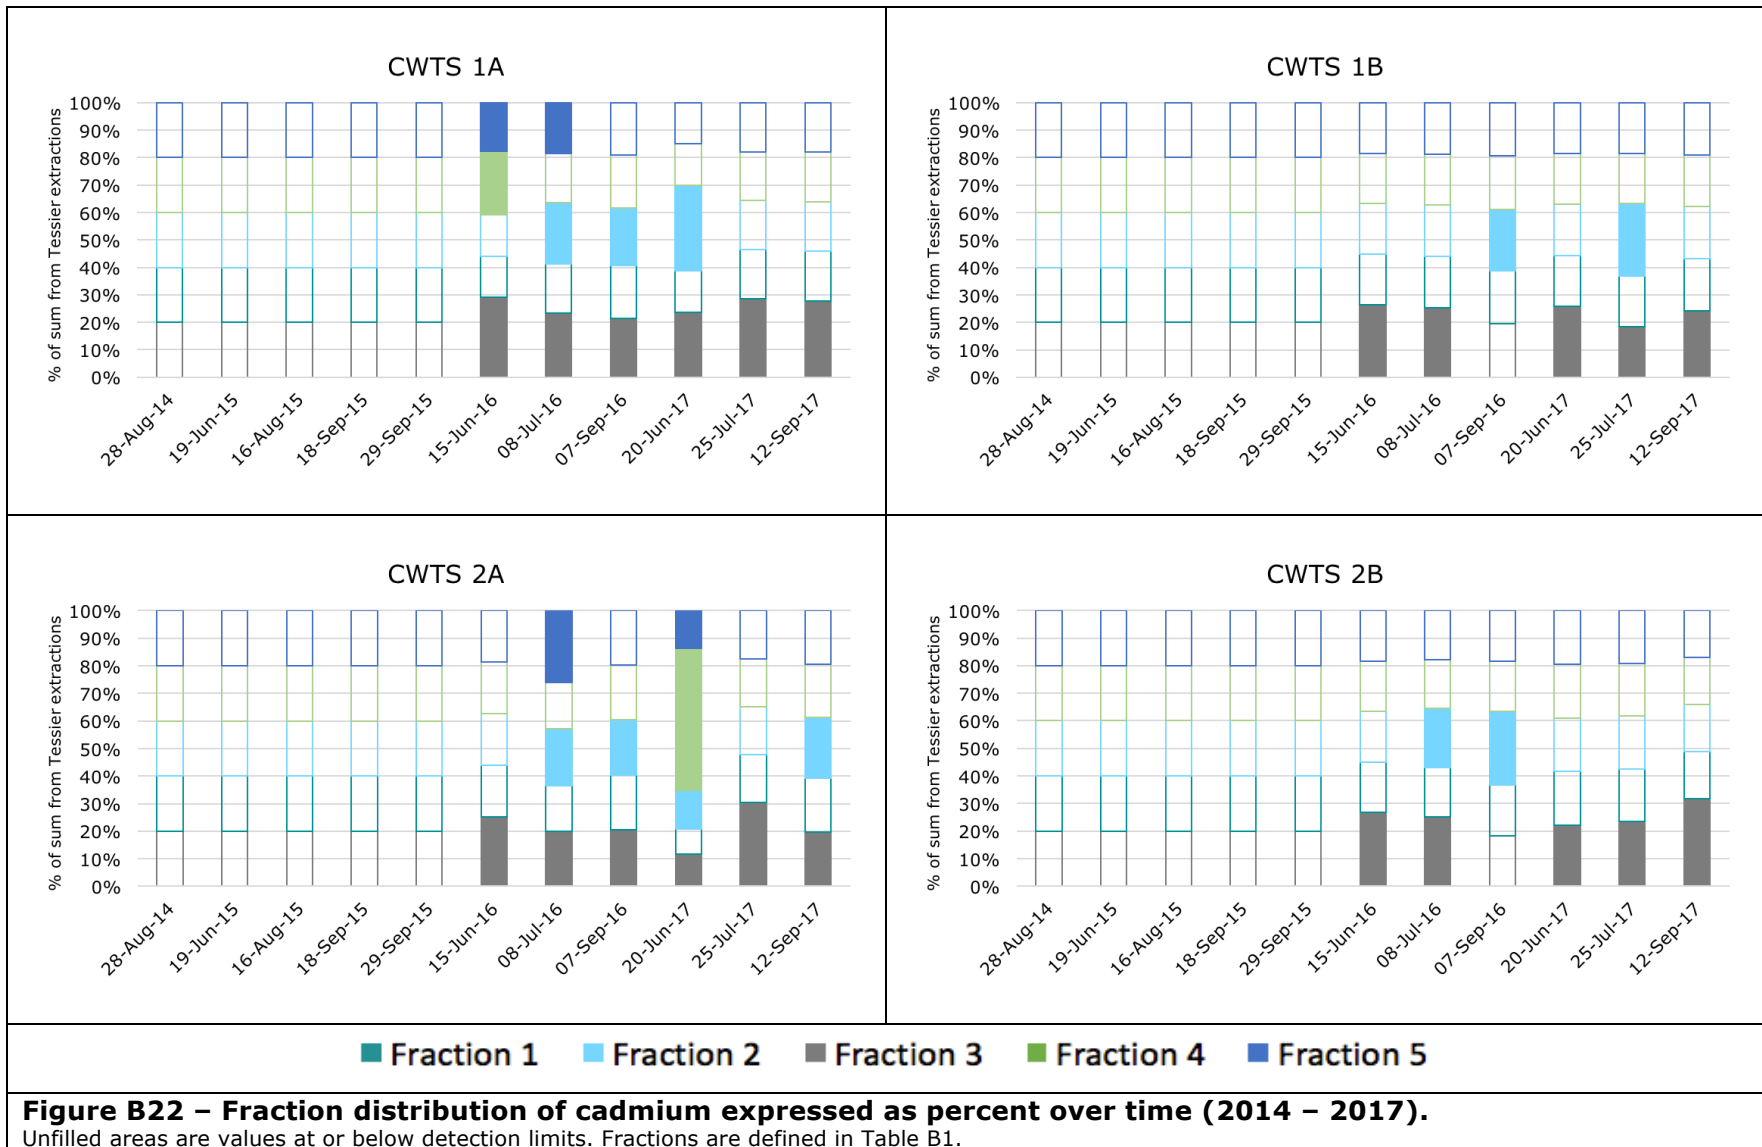 CWTS 1A
% of sum from Tessier extractions
100%
90%
80%
70%
60%
50%
40%
30%
20%
10%
0%
28-Aug-14
19-Jun-15
16-Aug-15
18-Sep-15
29-Sep-15
15-Jun-16
08-Jul-16
07-Sep-16
20-Jun-17
25-Jul-17
12-Sep-17
CWTS 1B
% of sum from Tessier extractions
100%
90%
80%
70%
60%
50%
40%
30%
20%
10%
0%
28-Aug-14
19-Jun-15
16-Aug-15
18-Sep-15
29-Sep-15
15-Jun-16
08-Jul-16
07-Sep-16
20-Jun-17
25-Jul-17
12-Sep-17
CWTS 2A
% of sum from Tessier extractions
100%
90%
80%
70%
60%
50%
40%
30%
20%
10%
0%
28-Aug-14
19-Jun-15
16-Aug-15
18-Sep-15
29-Sep-15
15-Jun-16
08-Jul-16
07-Sep-16
20-Jun-17
25-Jul-17
12-Sep-17
CWTS 2B
% of sum from Tessier extractions
100%
90%
80%
70%
60%
50%
40%
30%
20%
10%
0%
28-Aug-14
19-Jun-15
16-Aug-15
18-Sep-15
29-Sep-15
15-Jun-16
08-Jul-16
07-Sep-16
20-Jun-17
25-Jul-17
12-Sep-17
Fraction 1 Fraction 2 Fraction 3 Fraction 4 Fraction 5
Figure B22 – Fraction distribution of cadmium expressed as percent over time (2014 – 2017).
Unfilled areas are values at or below detection limits. Fractions are defined in Table B1.